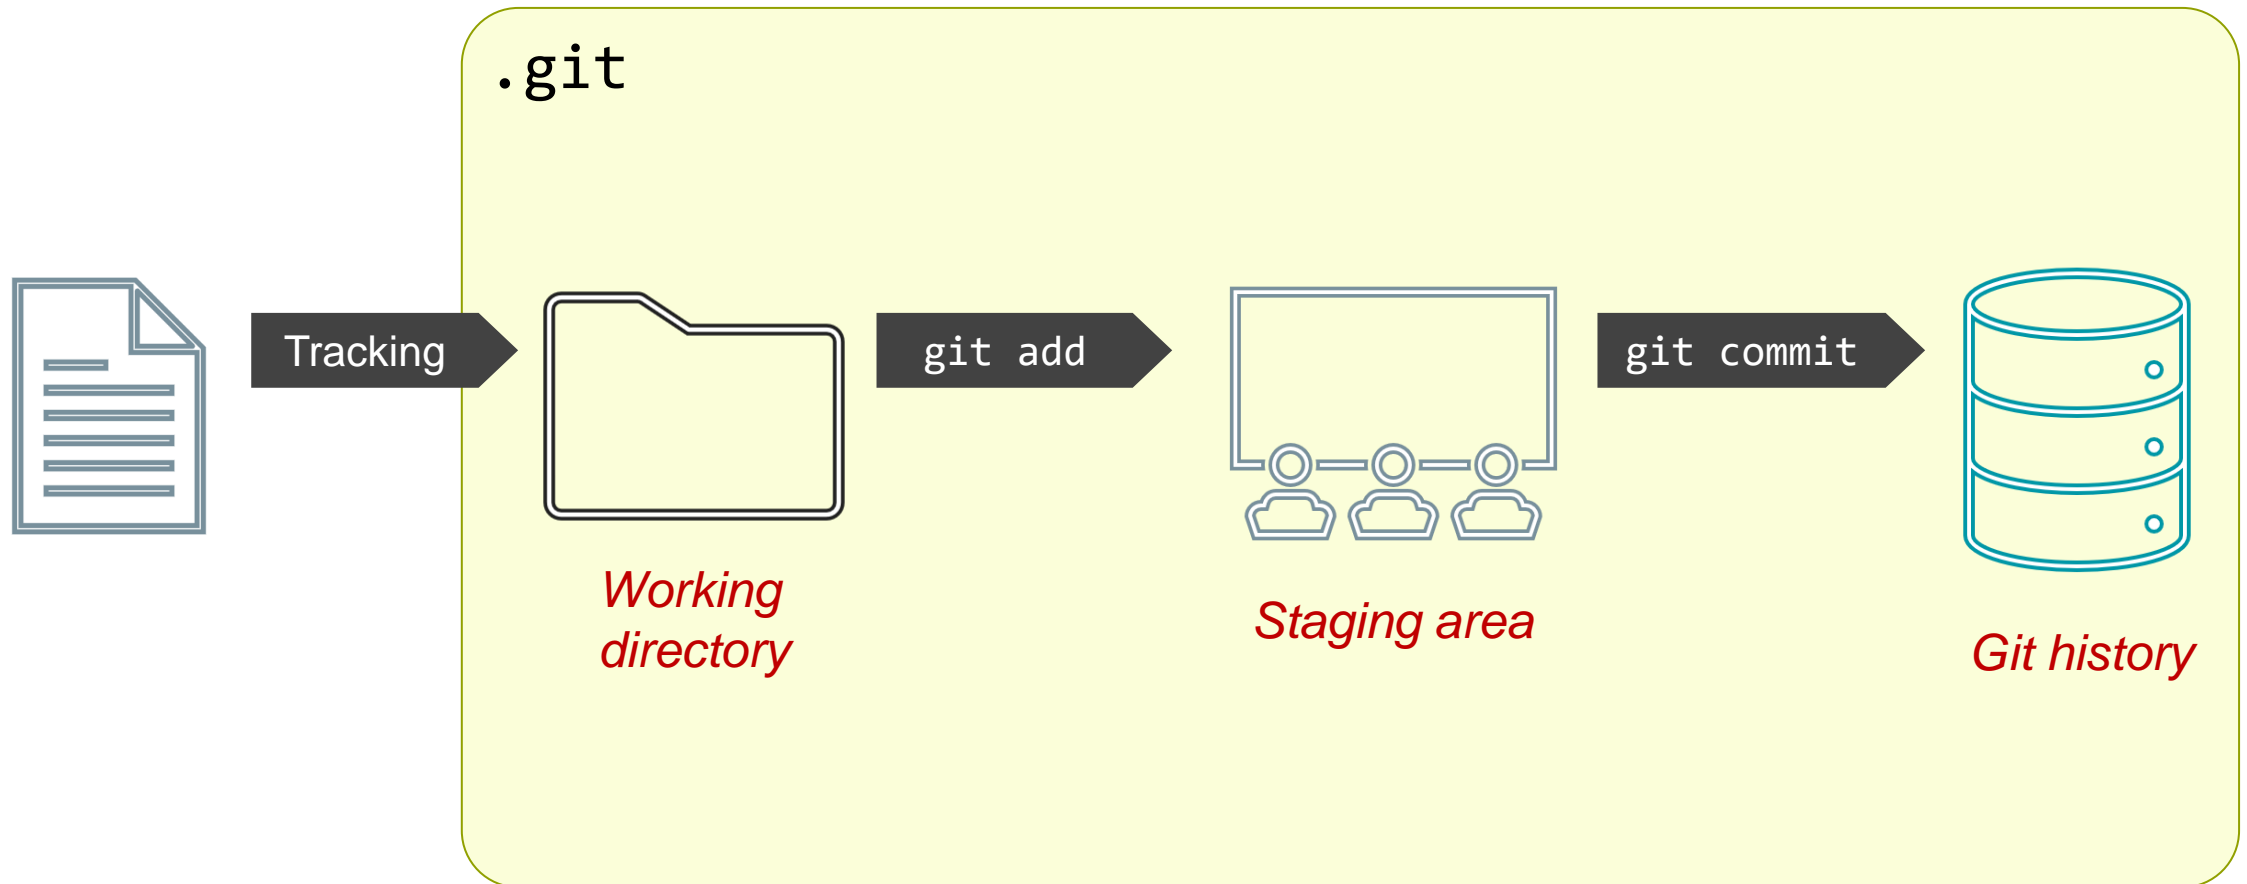 .git
Tracking
git add
git commit
Working
directory
Staging area
Git history